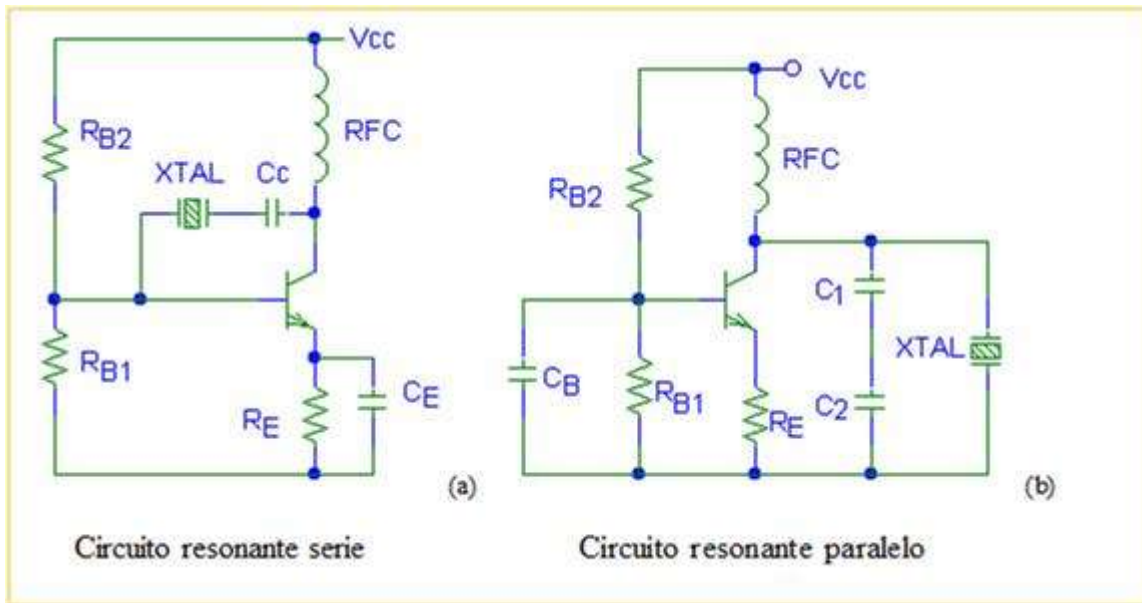 Vcc
RB2
RFC
XTAL
Cc
RB1
RE
CE
(a)
Circuito resonante serie
Vcc
RFC
RB2
C1
XTAL
CB
RB1
RE
C2
(b)
Circuito resonante paralelo